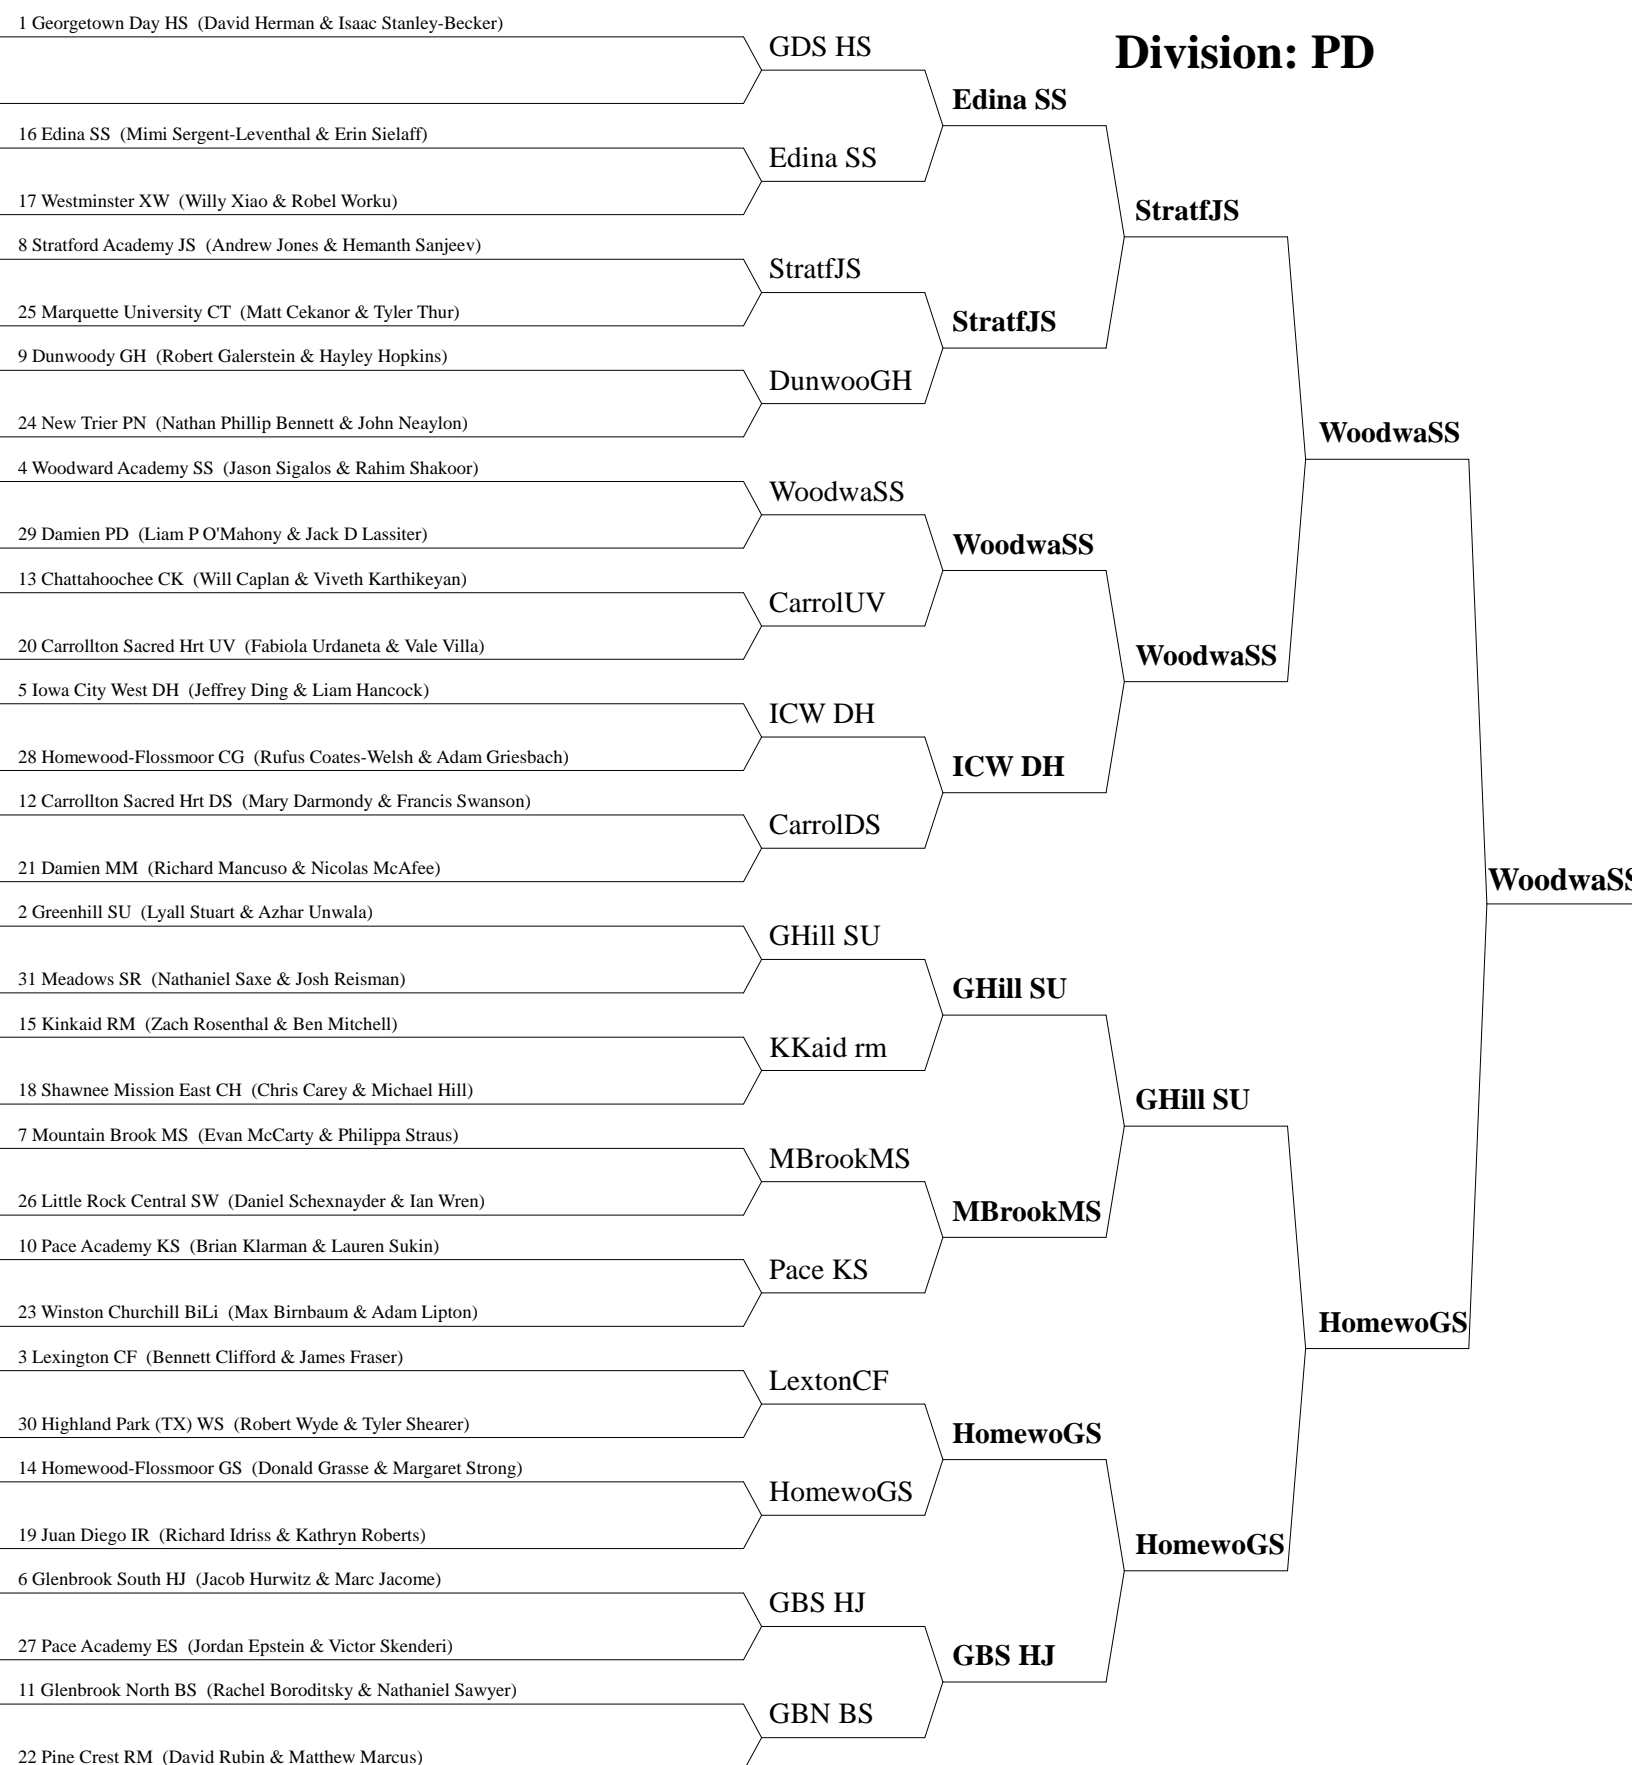 1 Georgetown Day HS (David Herman & Isaac Stanley-Becker)
GDS HS
Division: PD
Edina SS
16 Edina SS (Mimi Sergent-Leventhal & Erin Sielaff)
Edina SS
17 Westminster XW (Willy Xiao & Robel Worku)
StratfJS
8 Stratford Academy JS (Andrew Jones & Hemanth Sanjeev)
StratfJS
25 Marquette University CT (Matt Cekanor & Tyler Thur)
StratfJS
9 Dunwoody GH (Robert Galerstein & Hayley Hopkins)
DunwooGH
24 New Trier PN (Nathan Phillip Bennett & John Neaylon)
WoodwaSS
4 Woodward Academy SS (Jason Sigalos & Rahim Shakoor)
WoodwaSS
29 Damien PD (Liam P O'Mahony & Jack D Lassiter)
WoodwaSS
13 Chattahoochee CK (Will Caplan & Viveth Karthikeyan)
CarrolUV
20 Carrollton Sacred Hrt UV (Fabiola Urdaneta & Vale Villa)
WoodwaSS
5 Iowa City West DH (Jeffrey Ding & Liam Hancock)
ICW DH
28 Homewood-Flossmoor CG (Rufus Coates-Welsh & Adam Griesbach)
ICW DH
12 Carrollton Sacred Hrt DS (Mary Darmondy & Francis Swanson)
CarrolDS
21 Damien MM (Richard Mancuso & Nicolas McAfee)
WoodwaSS
2 Greenhill SU (Lyall Stuart & Azhar Unwala)
GHill SU
31 Meadows SR (Nathaniel Saxe & Josh Reisman)
GHill SU
15 Kinkaid RM (Zach Rosenthal & Ben Mitchell)
KKaid rm
18 Shawnee Mission East CH (Chris Carey & Michael Hill)
GHill SU
7 Mountain Brook MS (Evan McCarty & Philippa Straus)
MBrookMS
26 Little Rock Central SW (Daniel Schexnayder & Ian Wren)
MBrookMS
10 Pace Academy KS (Brian Klarman & Lauren Sukin)
Pace KS
23 Winston Churchill BiLi (Max Birnbaum & Adam Lipton)
HomewoGS
3 Lexington CF (Bennett Clifford & James Fraser)
LextonCF
30 Highland Park (TX) WS (Robert Wyde & Tyler Shearer)
HomewoGS
14 Homewood-Flossmoor GS (Donald Grasse & Margaret Strong)
HomewoGS
19 Juan Diego IR (Richard Idriss & Kathryn Roberts)
HomewoGS
6 Glenbrook South HJ (Jacob Hurwitz & Marc Jacome)
GBS HJ
27 Pace Academy ES (Jordan Epstein & Victor Skenderi)
GBS HJ
11 Glenbrook North BS (Rachel Boroditsky & Nathaniel Sawyer)
GBN BS
22 Pine Crest RM (David Rubin & Matthew Marcus)